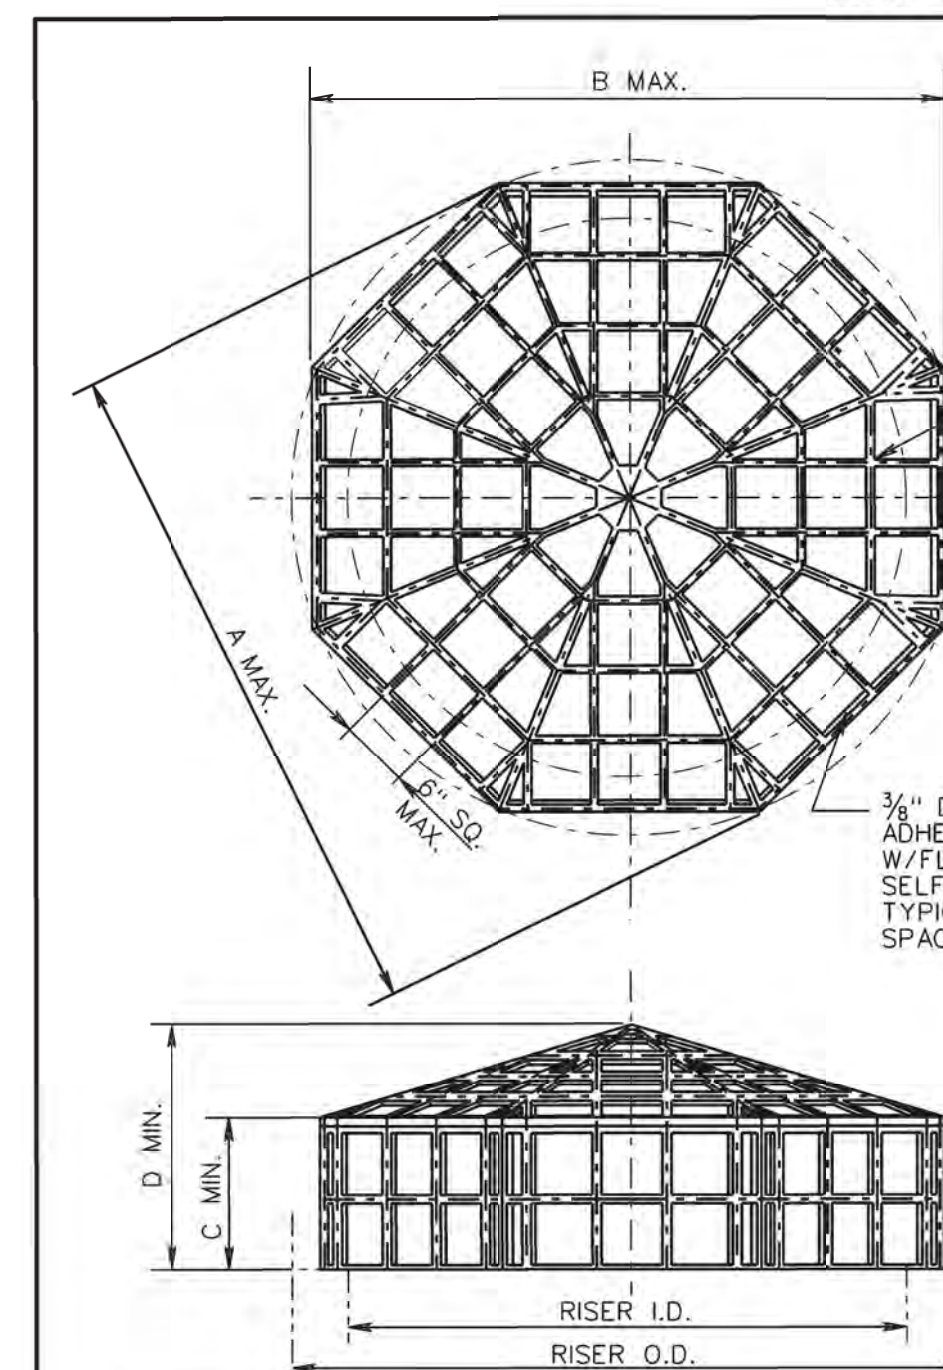 B MAX.
A MAX.
6" SQ.
MAX.
3/8" D
ADHE
W/FL
SELF
TYPIC
SPAC
D MIN.
C MIN.
RISER I.D.
RISER O.D.